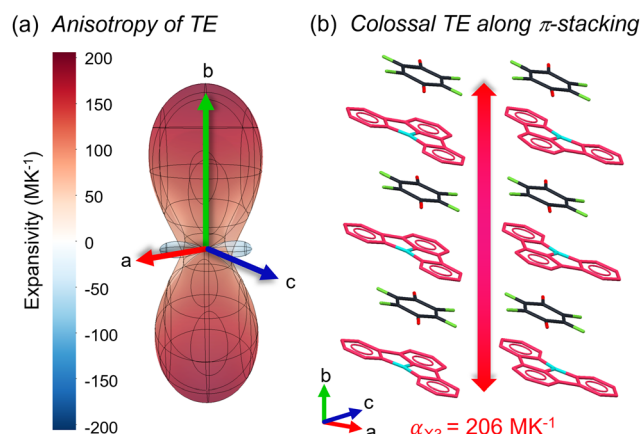 (a) Anisotropy of TE
(b) Colossal TE along π-stacking
Expansivity (MK⁻¹)
200
150
100
50
0
-50
-100
-150
-200
b
a
c
b
c
a
α_X3 = 206 MK⁻¹